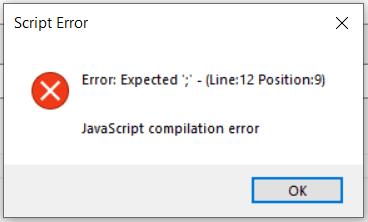 Script Error
Error: Expected ';' - (Line:12 Position:9)
JavaScript compilation error
OK